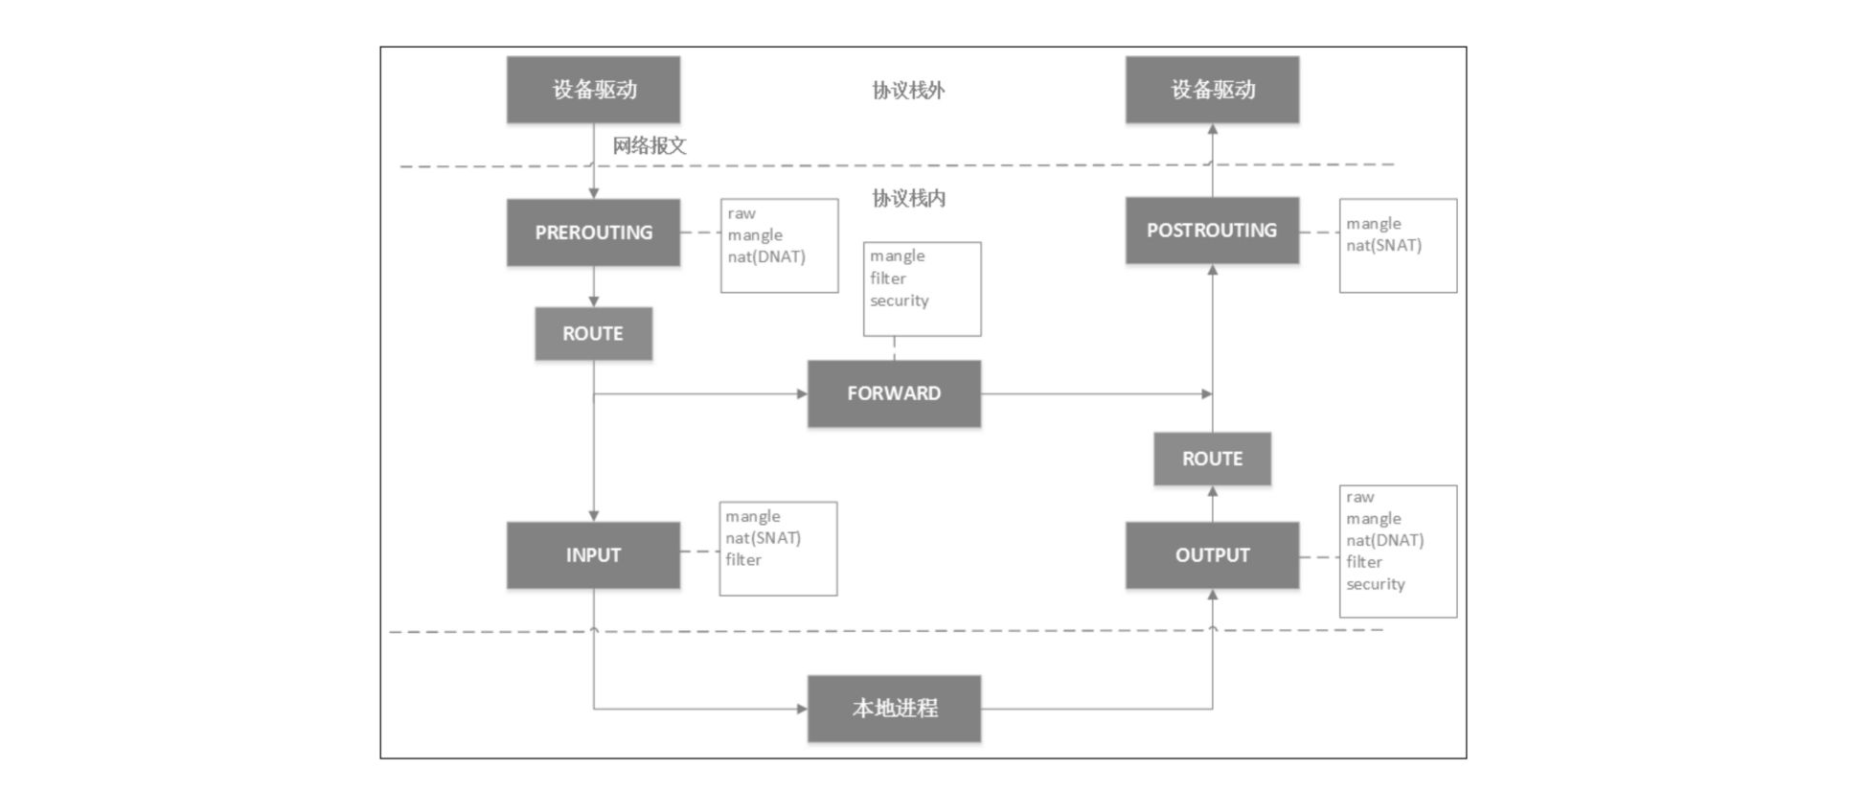 设备驱动
协议栈外
设备驱动
网络报文
协议栈内
PREROUTING
raw
mangle
nat(DNAT)
POSTROUTING
mangle
nat(SNAT)
mangle
filter
security
ROUTE
FORWARD
ROUTE
INPUT
mangle
nat(SNAT)
filter
OUTPUT
raw
mangle
nat(DNAT)
filter
security
本地进程